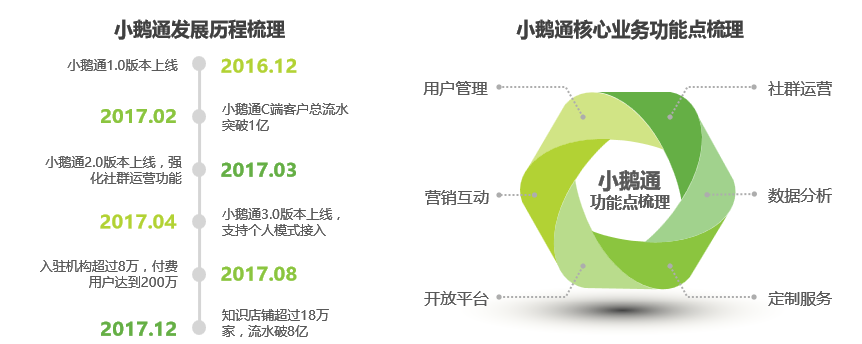 小鹅通发展历程梳理
小鹅通1.0版本上线
2016.12
2017.02
小鹅通C端客户总流水
突破1亿
小鹅通2.0版本上线，强
化社群运营功能
2017.03
2017.04
小鹅通3.0版本上线，
支持个人模式接入
入驻机构超过8万，付费
用户达到200万
2017.08
2017.12
知识店铺超过18万
家，流水破8亿
小鹅通核心业务功能点梳理
用户管理
社群运营
营销互动
小鹅通
功能点梳理
数据分析
开放平台
定制服务